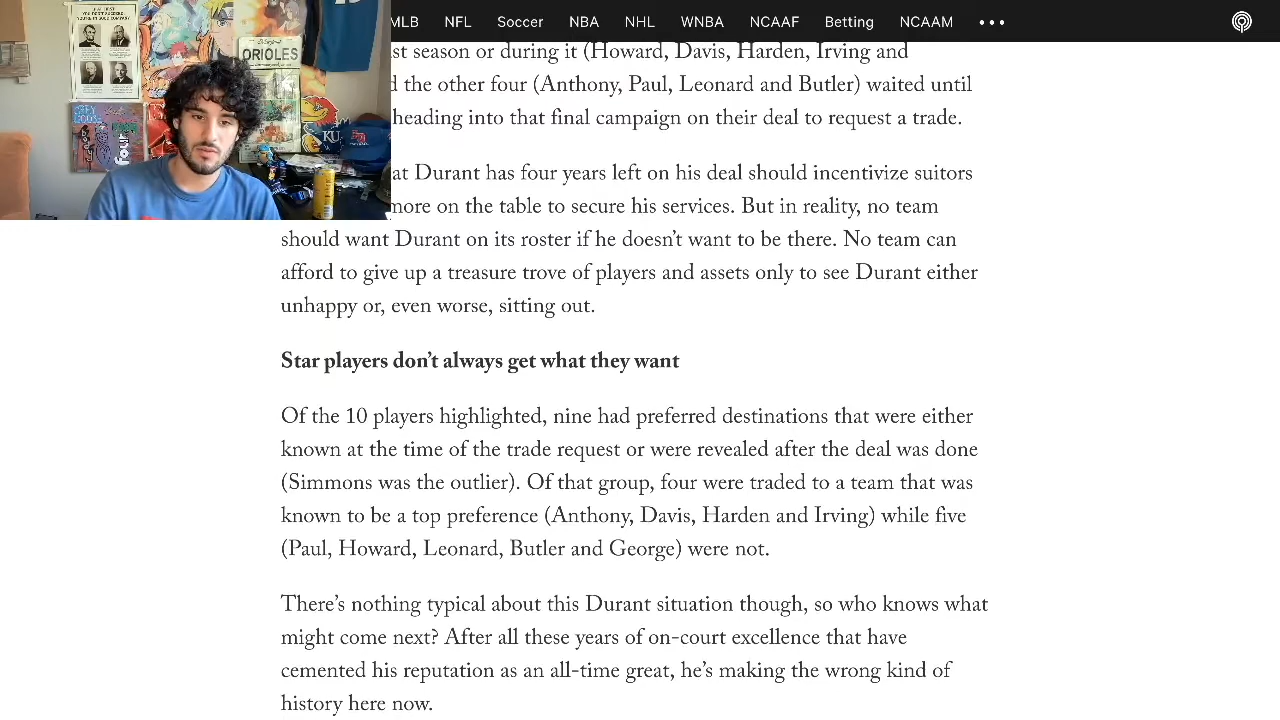 MLB NFL Soccer NBA NHL WNBA NCAAF Betting NCAAM
ORIOLES
KU
four
st season or during it (Howard, Davis, Harden, Irving and
d the other four (Anthony, Paul, Leonard and Butler) waited until
heading into that final campaign on their deal to request a trade.
at Durant has four years left on his deal should incentivize suitors
more on the table to secure his services. But in reality, no team
should want Durant on its roster if he doesn’t want to be there. No team can
afford to give up a treasure trove of players and assets only to see Durant either
unhappy or, even worse, sitting out.
Star players don’t always get what they want
Of the 10 players highlighted, nine had preferred destinations that were either
known at the time of the trade request or were revealed after the deal was done
(Simmons was the outlier). Of that group, four were traded to a team that was
known to be a top preference (Anthony, Davis, Harden and Irving) while five
(Paul, Howard, Leonard, Butler and George) were not.
There’s nothing typical about this Durant situation though, so who knows what
might come next? After all these years of on-court excellence that have
cemented his reputation as an all-time great, he’s making the wrong kind of
history here now.